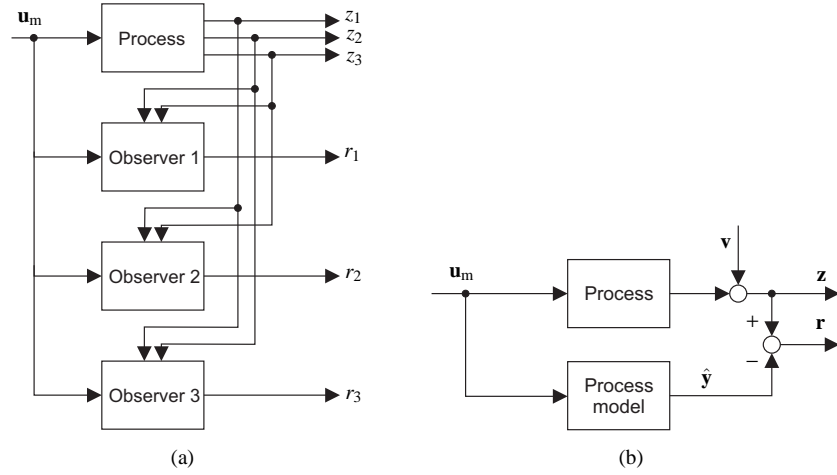 u_m
Process
z_1
z_2
z_3
Observer 1
r_1
Observer 2
r_2
Observer 3
r_3
(a)
v
u_m
Process
z
+
r
−
Process
model
ŷ
(b)